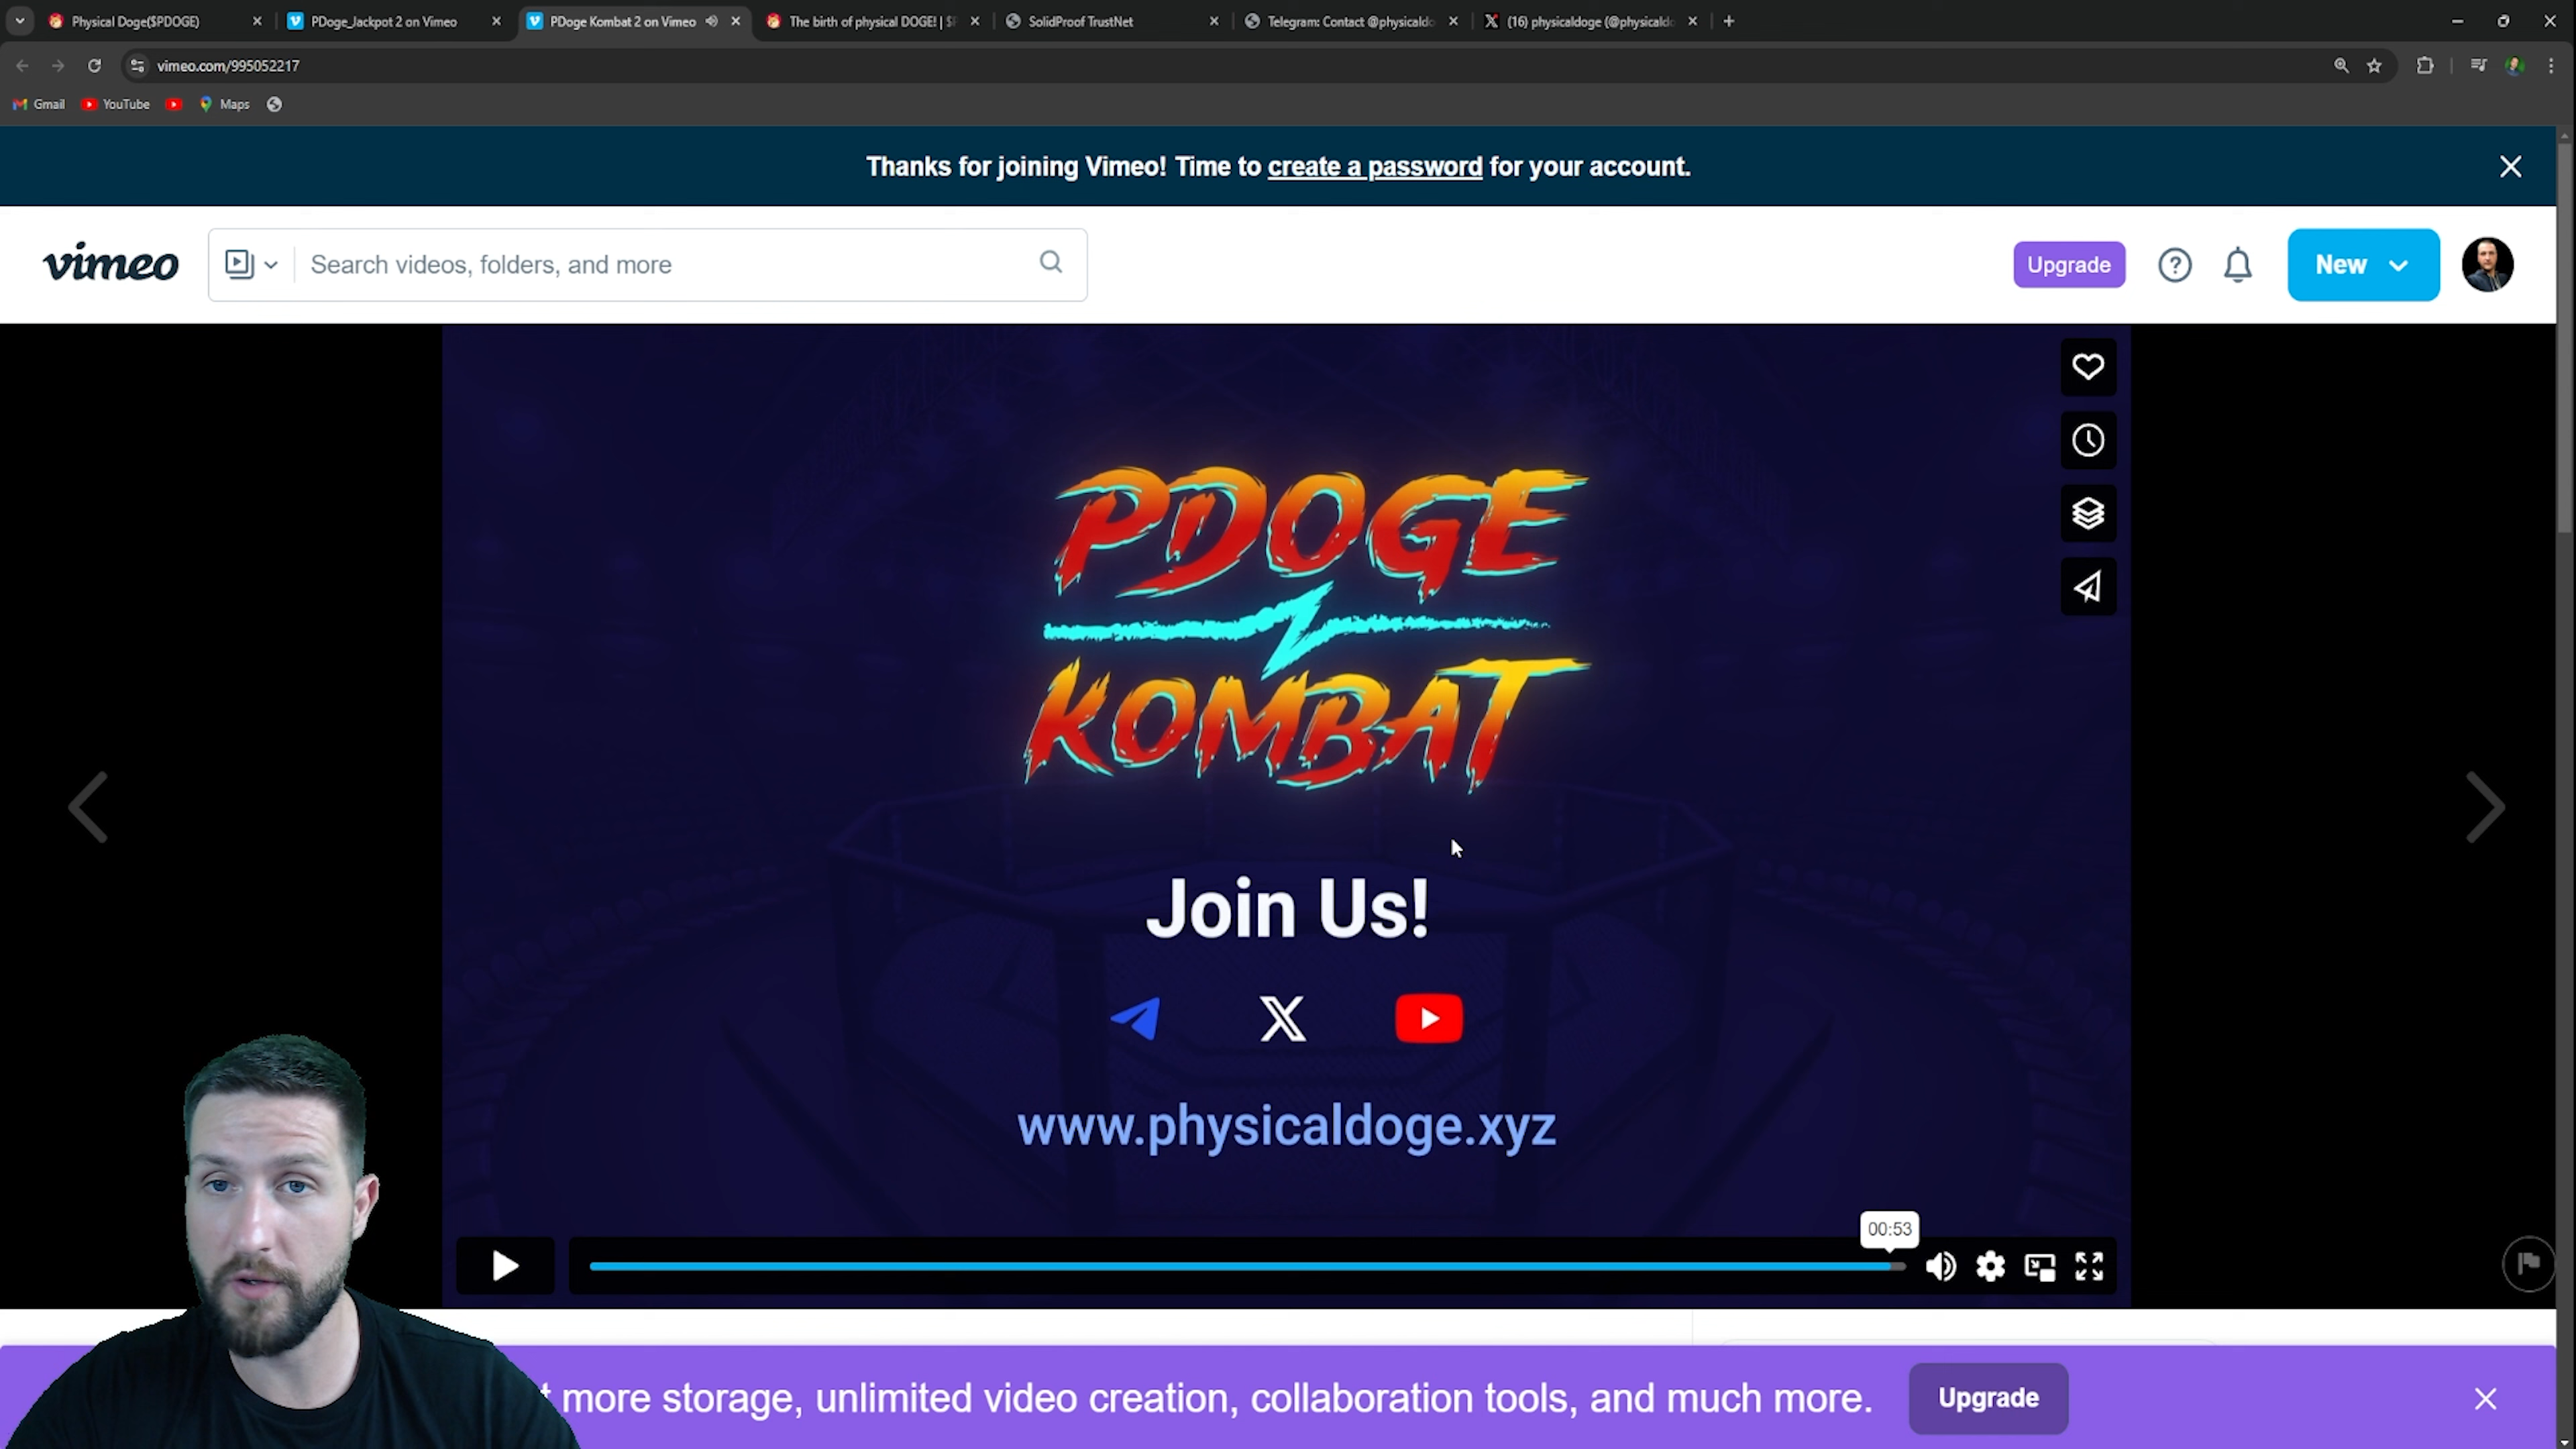 Physical Doge($PDOGE)
PDoge_Jackpot 2 on Vimeo
PDoge Kombat 2 on Vimeo
The birth of physical DOGE! | $P
SolidProof TrustNet
Telegram: Contact @physicaldo
(16) physicaldoge (@physicaldo
vimeo.com/995052217
Gmail
YouTube
Maps
Thanks for joining Vimeo! Time to create a password for your account.
vimeo
Search videos, folders, and more
Upgrade
New
PDOGE
KOMBAT
Join Us!
www.physicaldoge.xyz
00:53
more storage, unlimited video creation, collaboration tools, and much more.
Upgrade